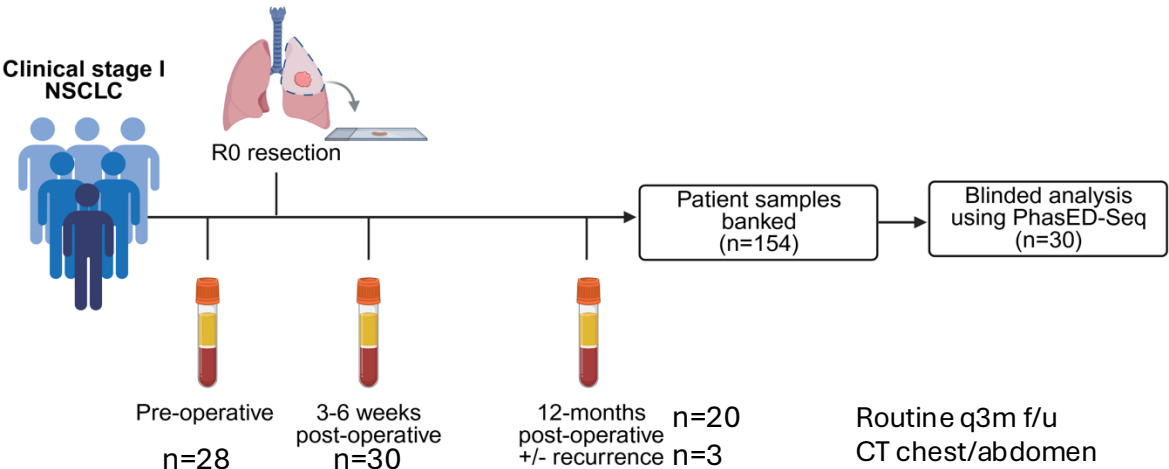 Clinical stage I
NSCLC
R0 resection
Patient samples
banked
(n=154)
Blinded analysis
using PhasED-Seq
(n=30)
Pre-operative
n=28
3-6 weeks
post-operative
n=30
12-months
post-operative
+/- recurrence
n=20
n=3
Routine q3m f/u
CT chest/abdomen